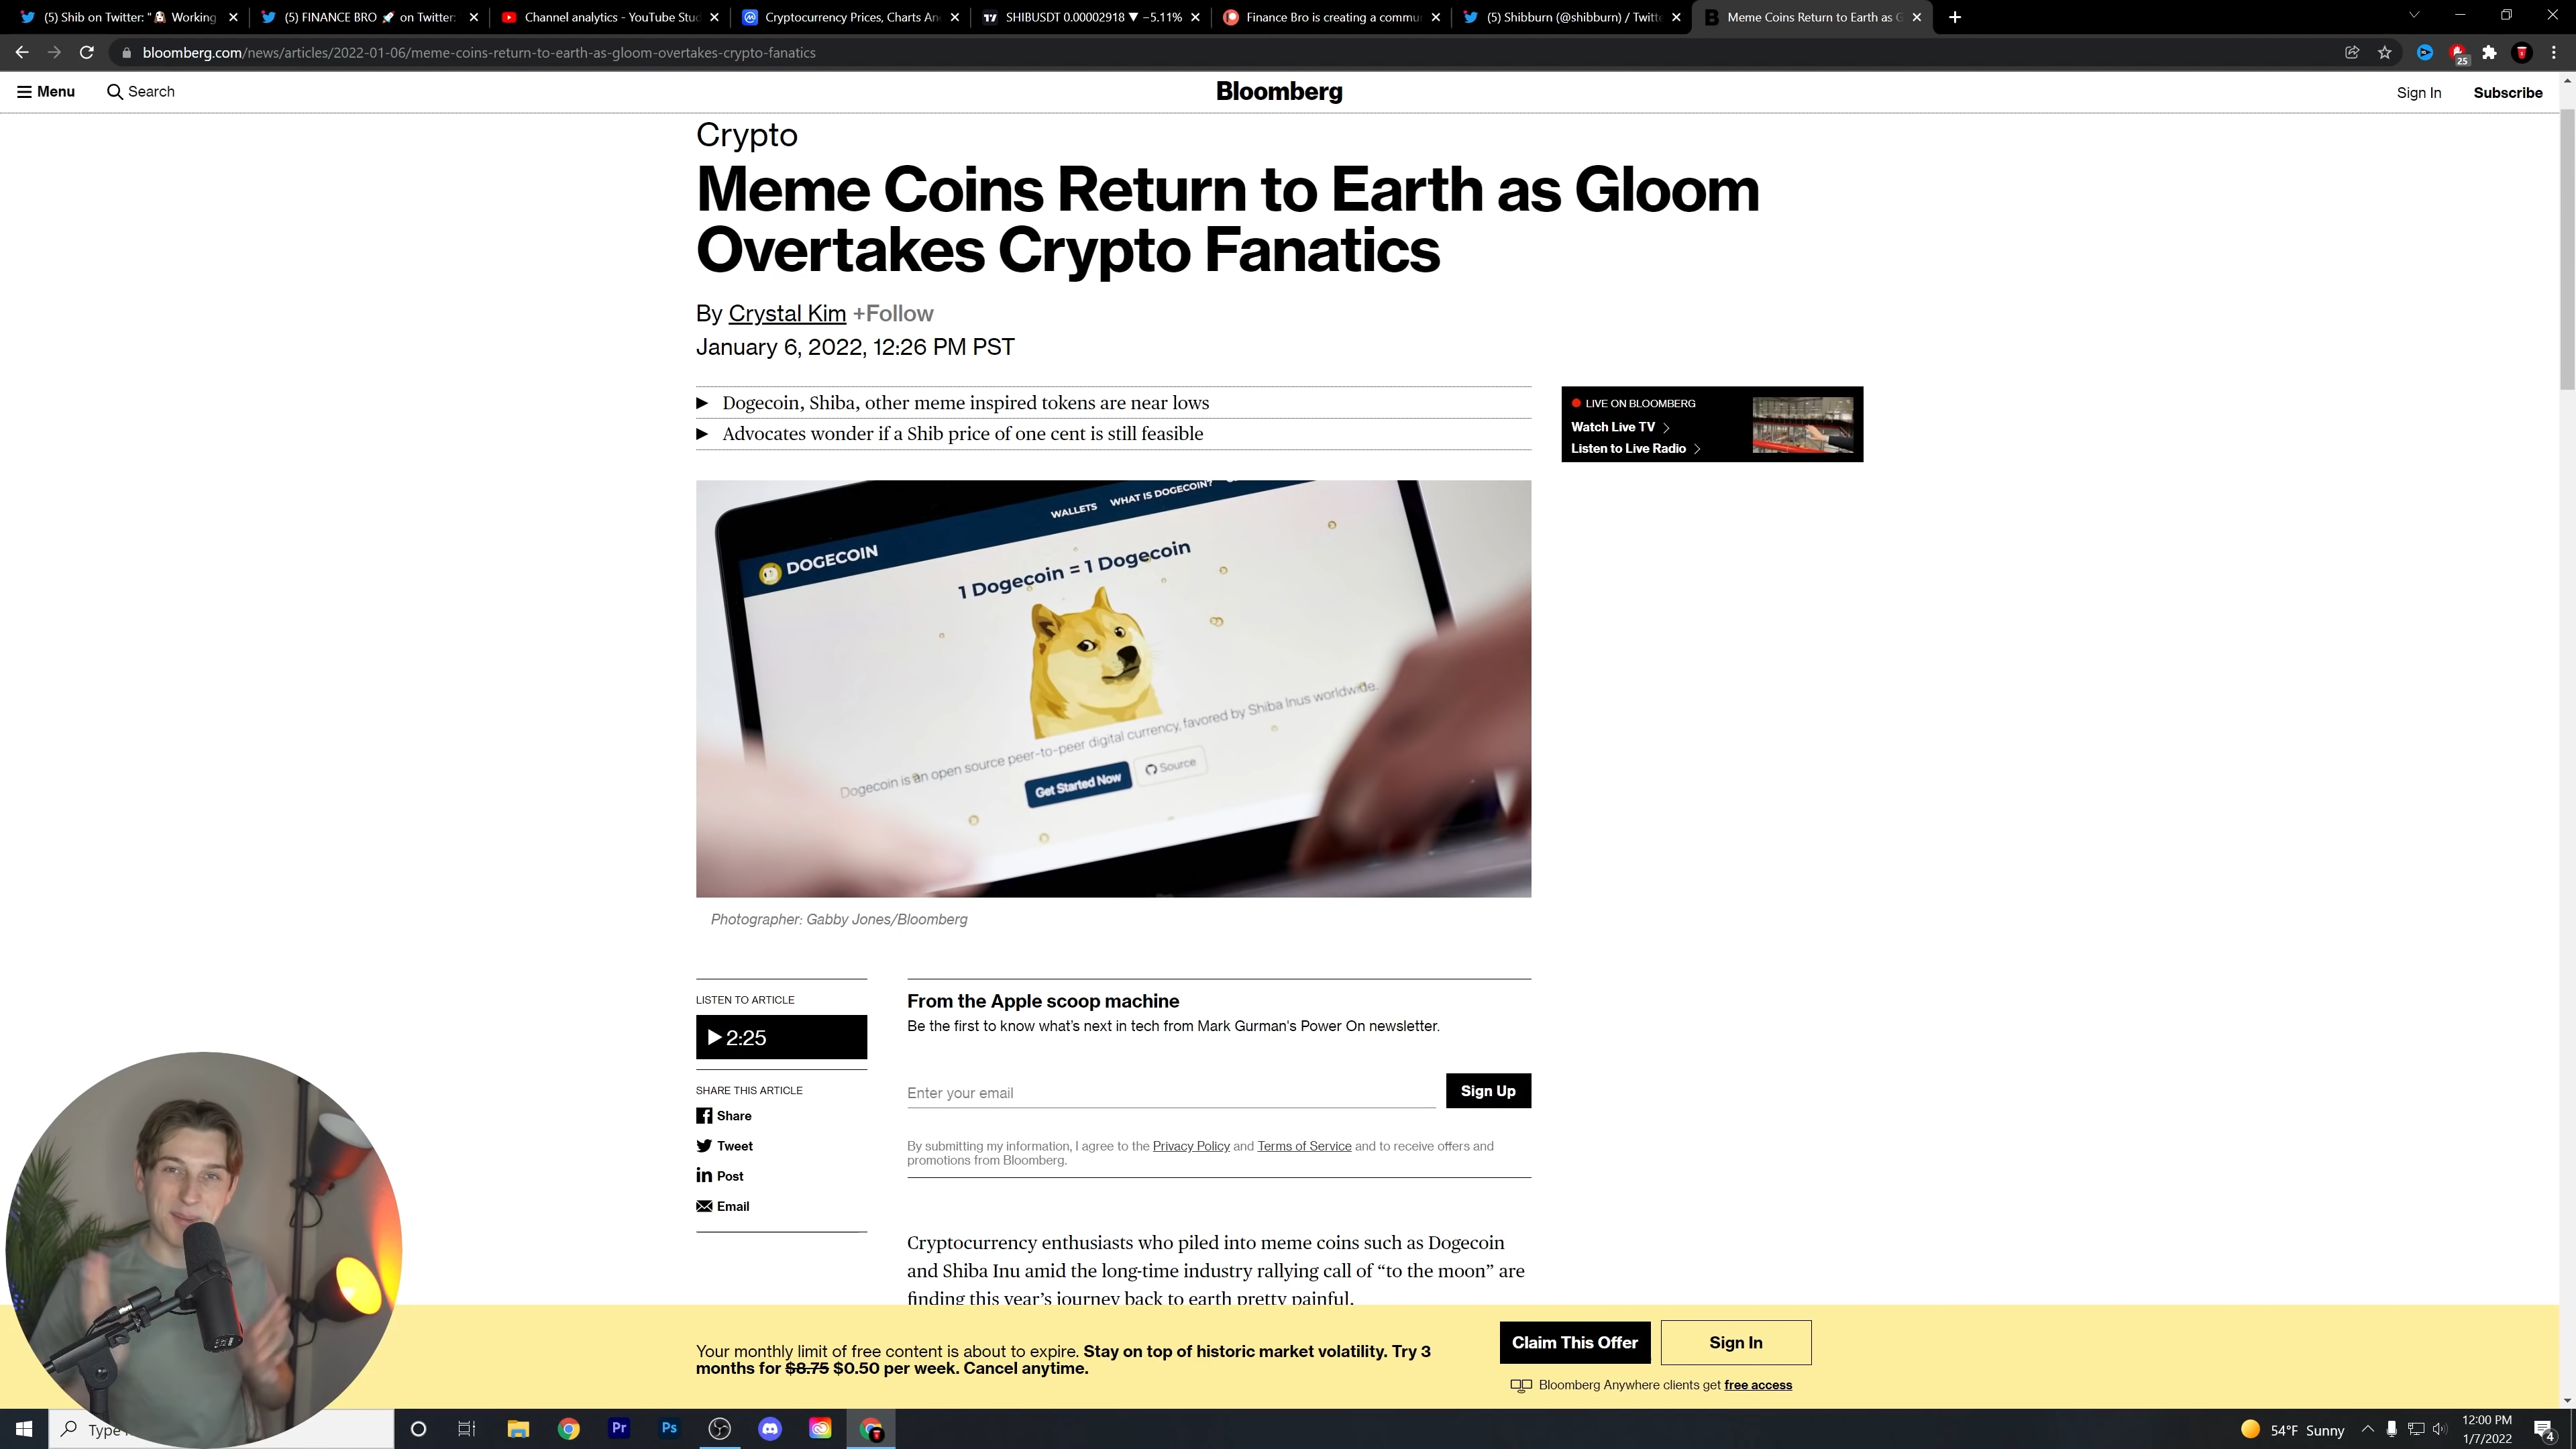 (5) Shib on Twitter: "👰🏻 Working
(5) FINANCE BRO 🚀 on Twitter:
Channel analytics - YouTube Stud
Cryptocurrency Prices, Charts An
SHIBUSDT 0.00002918 ▼ −5.11%
Finance Bro is creating a commu
(5) Shibburn (@shibburn) / Twitte
Meme Coins Return to Earth as G
bloomberg.com/news/articles/2022-01-06/meme-coins-return-to-earth-as-gloom-overtakes-crypto-fanatics
25
Menu
Search
Bloomberg
Sign In
Subscribe
Crypto
Meme Coins Return to Earth as Gloom
Overtakes Crypto Fanatics
By Crystal Kim +Follow
January 6, 2022, 12:26 PM PST
Dogecoin, Shiba, other meme inspired tokens are near lows
Advocates wonder if a Shib price of one cent is still feasible
LIVE ON BLOOMBERG
Watch Live TV
Listen to Live Radio
WALLETS WHAT IS DOGECOIN?
DOGECOIN
1 Dogecoin = 1 Dogecoin
Dogecoin is an open source peer-to-peer digital currency, favored by Shiba Inus worldwide.
Get Started Now
Source
Photographer: Gabby Jones/Bloomberg
LISTEN TO ARTICLE
2:25
SHARE THIS ARTICLE
Share
Tweet
Post
Email
From the Apple scoop machine
Be the first to know what's next in tech from Mark Gurman's Power On newsletter.
Enter your email
Sign Up
By submitting my information, I agree to the Privacy Policy and Terms of Service and to receive offers and
promotions from Bloomberg.
Cryptocurrency enthusiasts who piled into meme coins such as Dogecoin
and Shiba Inu amid the long-time industry rallying call of “to the moon” are
finding this year’s journey back to earth pretty painful.
Your monthly limit of free content is about to expire. Stay on top of historic market volatility. Try 3
months for $8.75 $0.50 per week. Cancel anytime.
Claim This Offer
Sign In
Bloomberg Anywhere clients get free access
Type
Pr
Ps
54°F Sunny
12:00 PM
1/7/2022
4